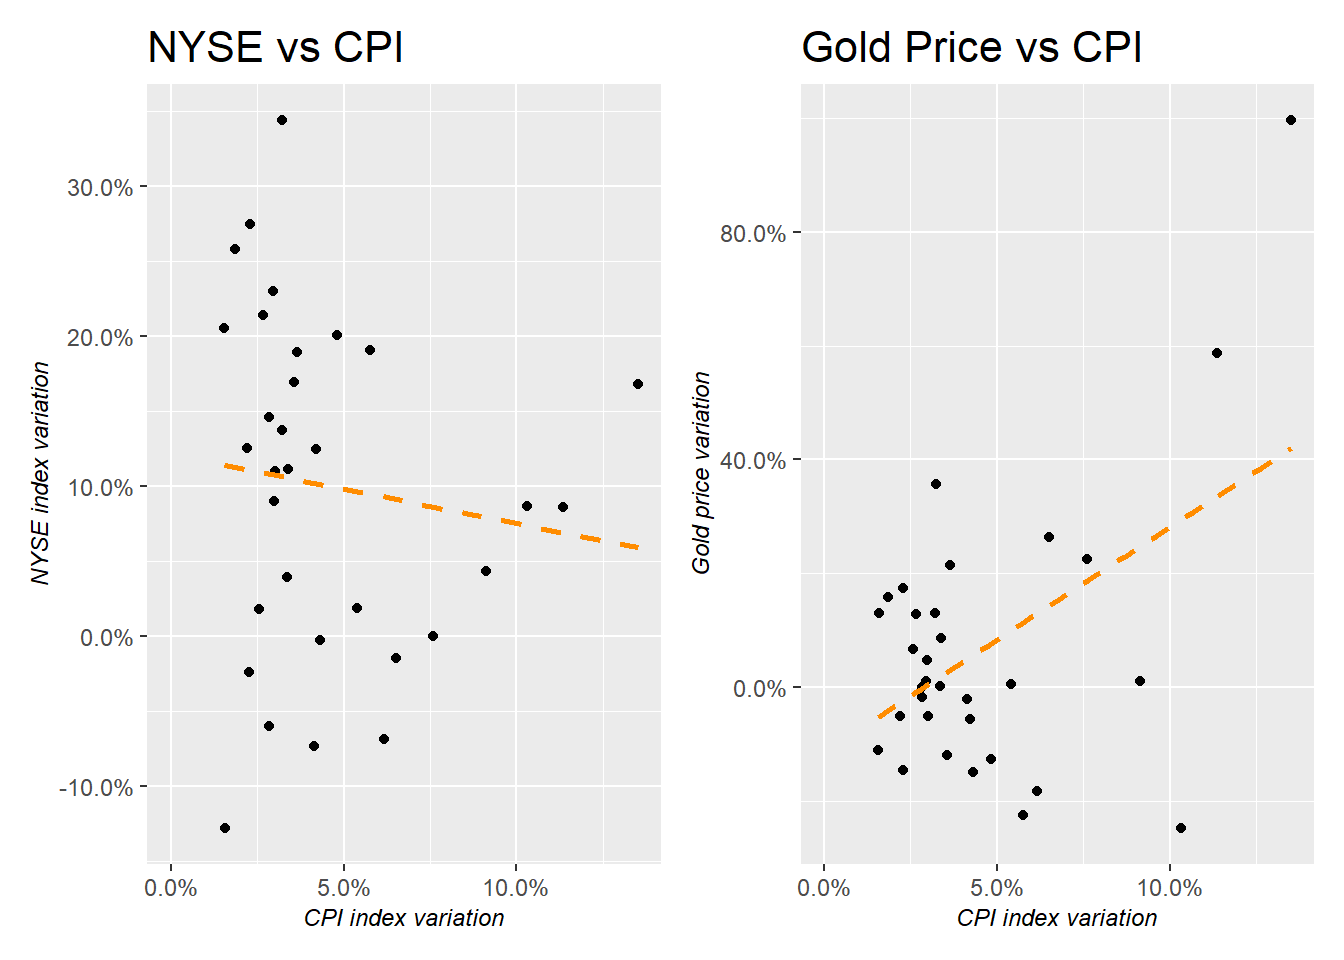 NYSE vs CPI
30.0%
20.0%
10.0%
0.0%
-10.0%
NYSE index variation
0.0% 5.0% 10.0%
CPI index variation
Gold Price vs CPI
80.0%
40.0%
0.0%
Gold price variation
0.0% 5.0% 10.0%
CPI index variation